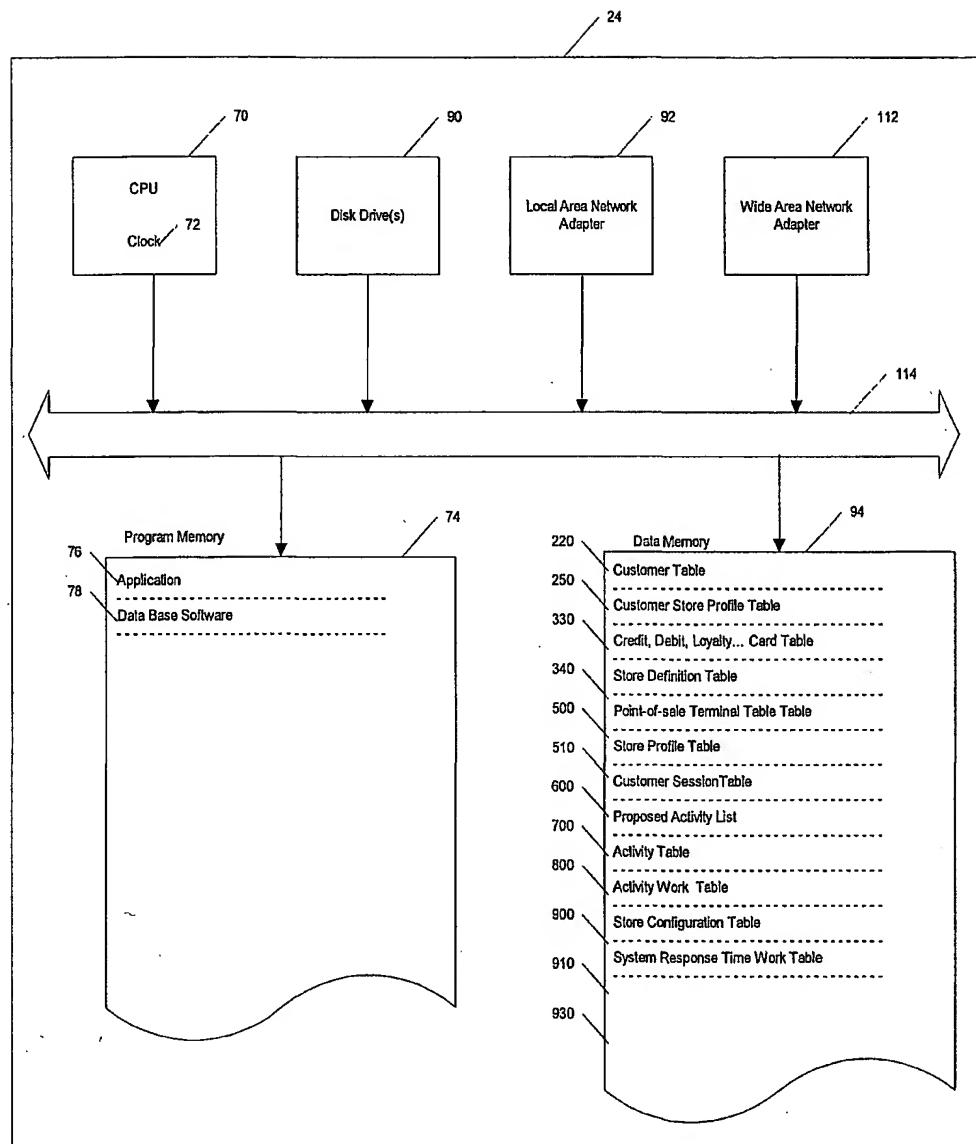 24
70
90
92
112
CPU
Clock 72
Disk Drive(s)
Local Area Network
Adapter
Wide Area Network
Adapter
114
Program Memory
74
76
Application
78
Data Base Software
Data Memory
94
220
Customer Table
250
Customer Store Profile Table
330
Credit, Debit, Loyalty... Card Table
340
Store Definition Table
500
Point-of-sale Terminal Table Table
510
Store Profile Table
600
Customer SessionTable
700
Proposed Activity List
800
Activity Table
900
Activity Work Table
910
Store Configuration Table
930
System Response Time Work Table